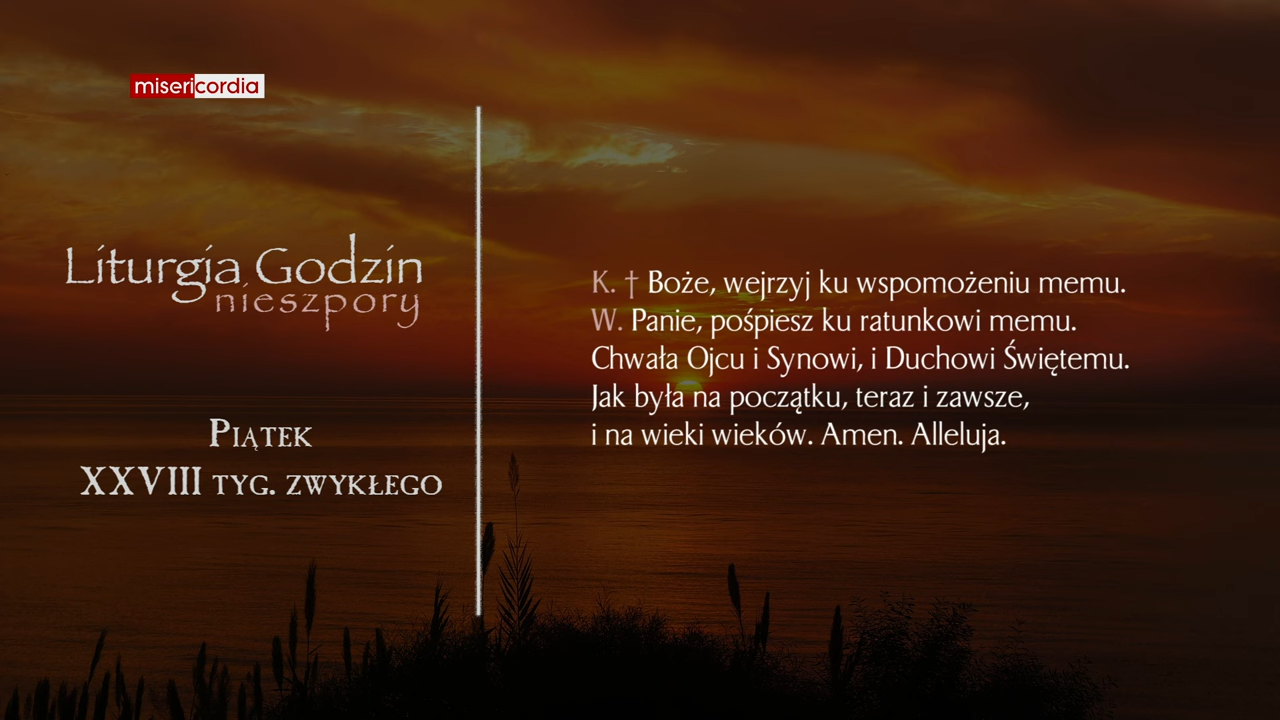 misericordia
Liturgia Godzin
nieszpory
Piątek
XXVIII tyg. zwykłego
K. † Boże, wejrzyj ku wspomożeniu memu.
W. Panie, pośpiesz ku ratunkowi memu.
Chwała Ojcu i Synowi, i Duchowi Świętemu.
Jak była na początku, teraz i zawsze,
i na wieki wieków. Amen. Alleluja.